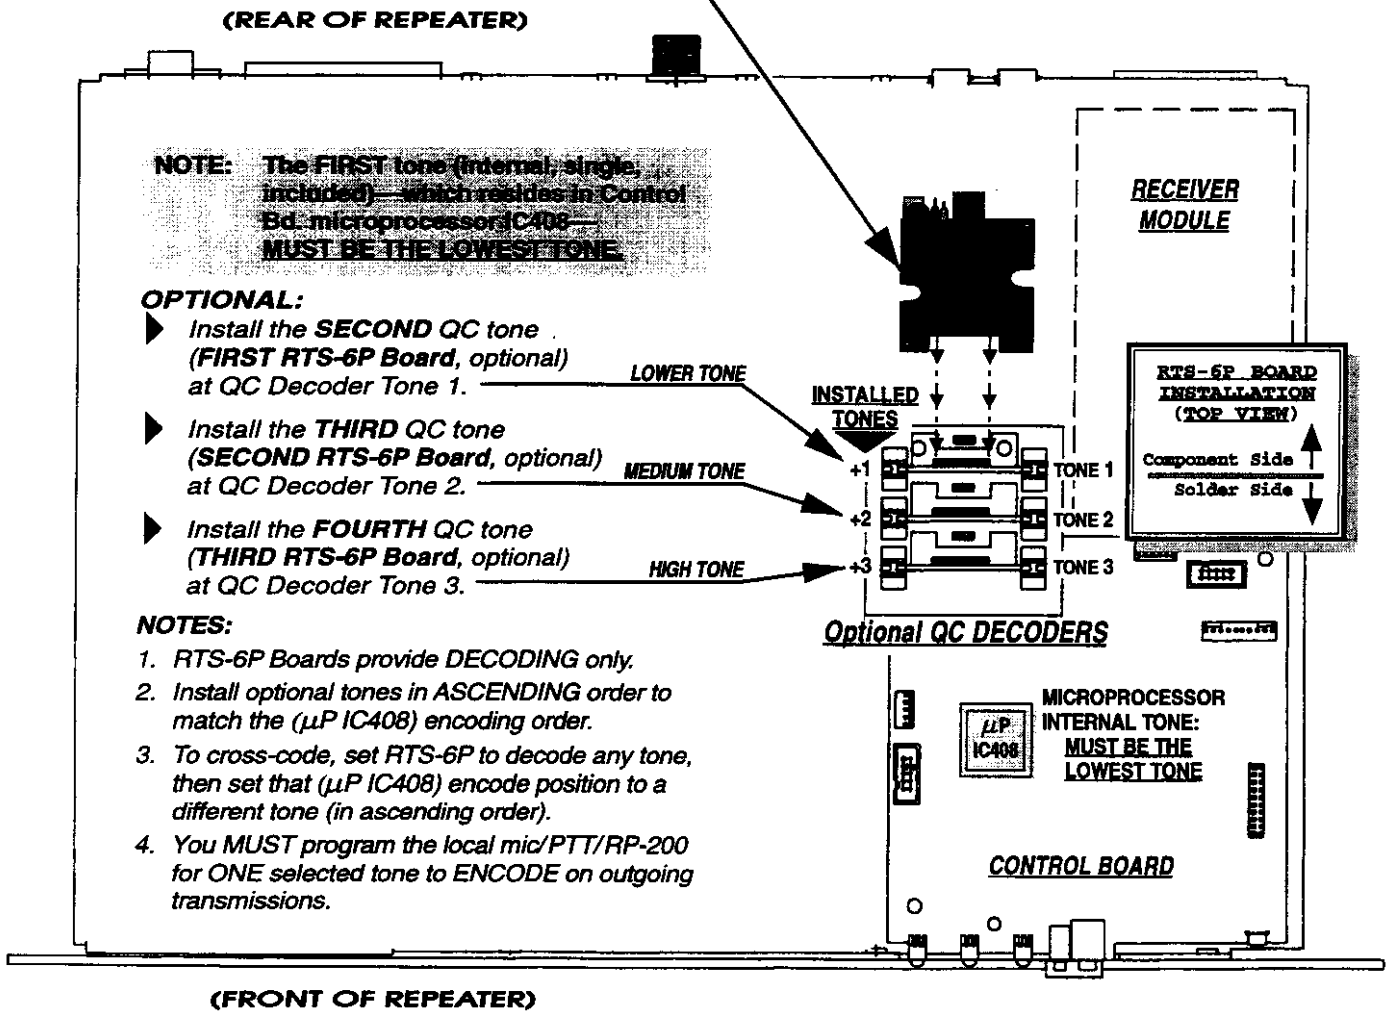 (REAR OF REPEATER)
NOTE: The FIRST tone (internal, single,
included)—which resides in Control
Bd. microprocessor IC408—
MUST BE THE LOWEST TONE.
OPTIONAL:
Install the SECOND QC tone
(FIRST RTS-6P Board, optional)
at QC Decoder Tone 1.
LOWER TONE
Install the THIRD QC tone
(SECOND RTS-6P Board, optional)
at QC Decoder Tone 2.
MEDIUM TONE
Install the FOURTH QC tone
(THIRD RTS-6P Board, optional)
at QC Decoder Tone 3.
HIGH TONE
NOTES:
1. RTS-6P Boards provide DECODING only.
2. Install optional tones in ASCENDING order to
match the (μP IC408) encoding order.
3. To cross-code, set RTS-6P to decode any tone,
then set that (μP IC408) encode position to a
different tone (in ascending order).
4. You MUST program the local mic/PTT/RP-200
for ONE selected tone to ENCODE on outgoing
transmissions.
RECEIVER
MODULE
RTS-6P BOARD
INSTALLATION
(TOP VIEW)
Component Side
Solder Side
INSTALLED
TONES
+1
TONE 1
+2
TONE 2
+3
TONE 3
Optional QC DECODERS
μP
IC408
MICROPROCESSOR
INTERNAL TONE:
MUST BE THE
LOWEST TONE
CONTROL BOARD
(FRONT OF REPEATER)